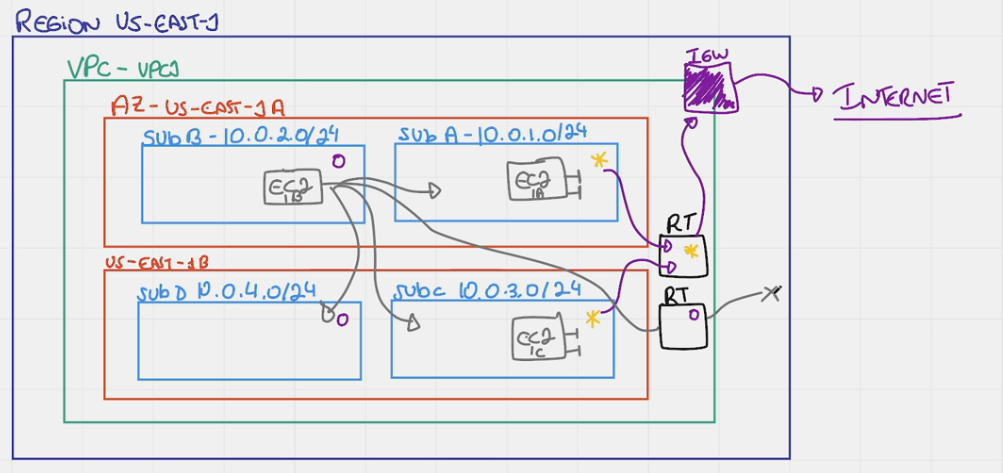 REGION US-EAST-1
VPC - VPC1
IGW
INTERNET
AZ - US-EAST-1A
SUB B - 10.0.2.0/24
SUB A - 10.0.1.0/24
EC2
1B
EC2
1A
RT
US-EAST-1B
SUB D 10.0.4.0/24
SUB C 10.0.3.0/24
RT
EC2
1C